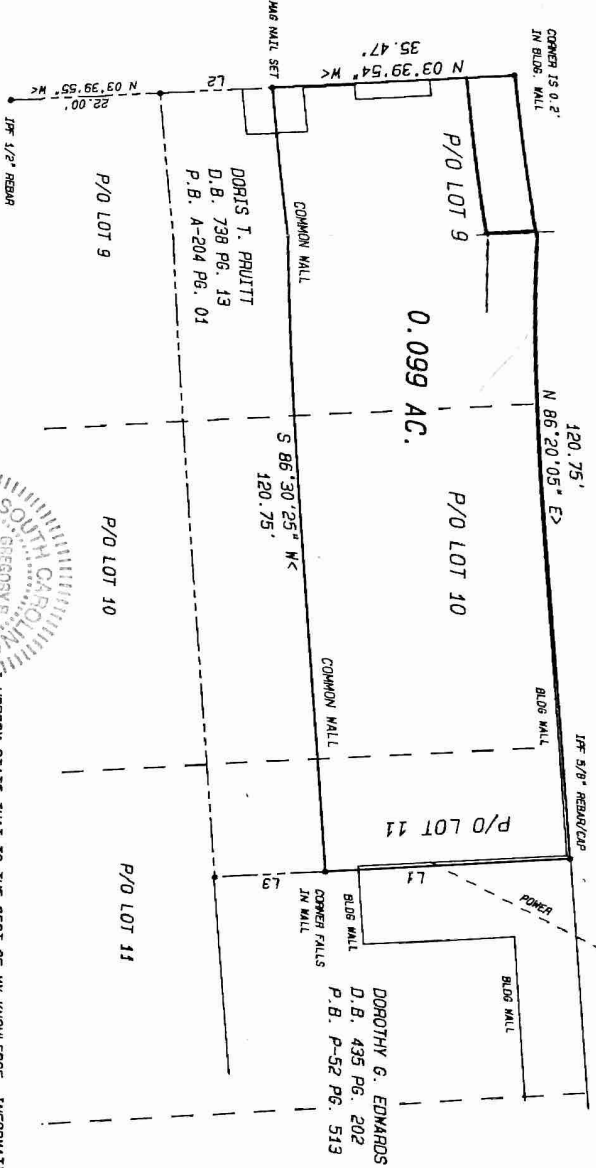 CORNER IS 0.2'
IN BLDG. WALL
N 03°39'54" W<
35.47'
MAG NAIL SET
L2
N 03°39'55" W<
22.00'
IPF 1/2" REBAR
P/O LOT 9
120.75'
N 86°20'05" E>
BLDG WALL
IPF 5/8" REBAR/CAP
0.099 AC.
P/O LOT 10
P/O LOT 11
L1
POWER
BLDG WALL
BLDG WALL
COMMON WALL
S 86°30'25" W<
120.75'
COMMON WALL
CORNER FALLS
IN WALL
L3
DOROTHY G. EDWARDS
D.B. 435 PG. 202
P.B. P-52 PG. 513
DORIS T. PRUITT
D.B. 738 PG. 13
P.B. A-204 PG. 01
P/O LOT 9
P/O LOT 10
P/O LOT 11
SOUTH CAROLIN
GREGORY